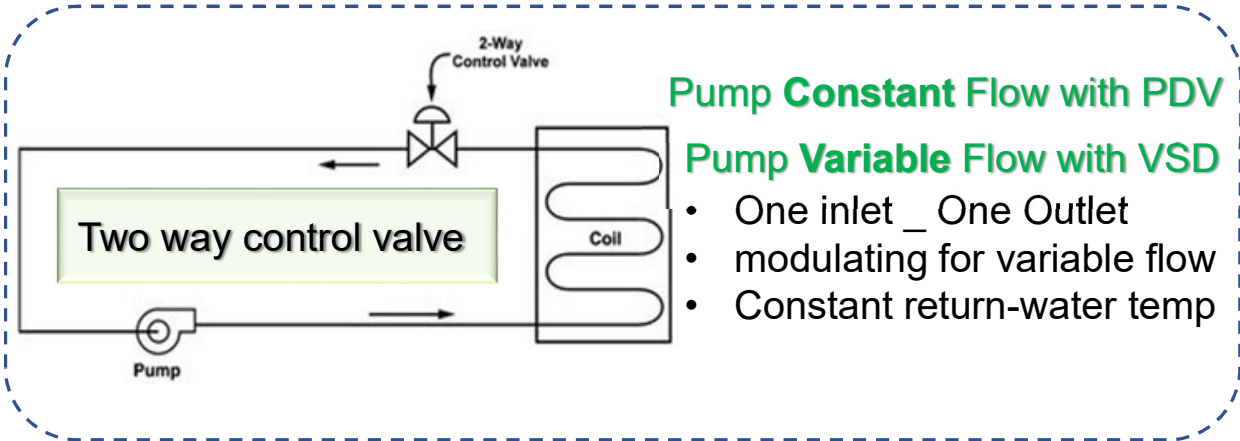 2-Way
Control Valve
Pump Constant Flow with PDV
Pump Variable Flow with VSD
Two way control valve
Coil
• One inlet _ One Outlet
• modulating for variable flow
• Constant return-water temp
Pump